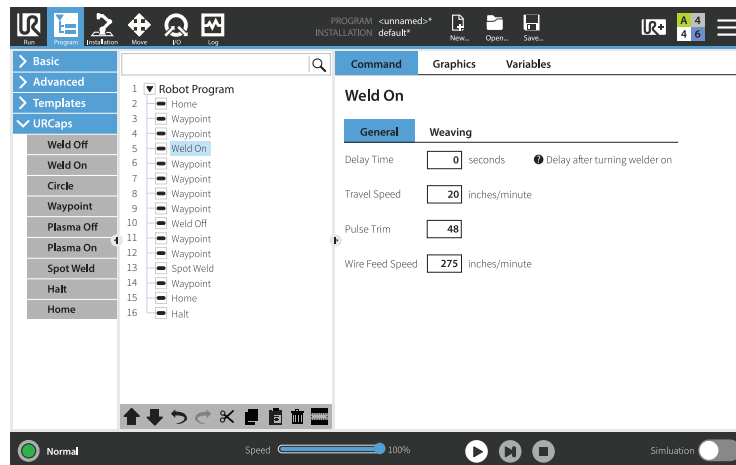 UR
PROGRAM <unnamed>*
INSTALLATION default*
UR+
A 4
4 6
Run Program Installation Move I/O Log New... Open... Save...
Basic
Advanced
Templates
URCaps
Weld Off
Weld On
Circle
Waypoint
Plasma Off
Plasma On
Spot Weld
Halt
Home
1 Robot Program
2 Home
3 Waypoint
4 Waypoint
5 Weld On
6 Waypoint
7 Waypoint
8 Waypoint
9 Waypoint
10 Weld Off
11 Waypoint
12 Waypoint
13 Spot Weld
14 Waypoint
15 Home
16 Halt
Command Graphics Variables
Weld On
General Weaving
Delay Time 0 seconds ? Delay after turning welder on
Travel Speed 20 inches/minute
Pulse Trim 48
Wire Feed Speed 275 inches/minute
Normal Speed 100% Simluation